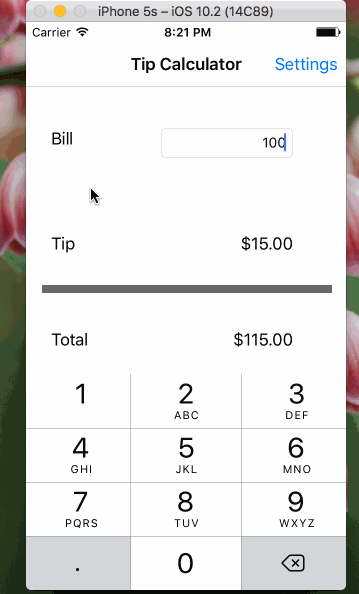 iPhone 5s – iOS 10.2 (14C89)
Carrier 8:21 PM
Tip Calculator Settings
Bill 100
Tip $15.00
Total $115.00
1 2 3
ABC DEF
4 5 6
GHI JKL MNO
7 8 9
PQRS TUV WXYZ
. 0